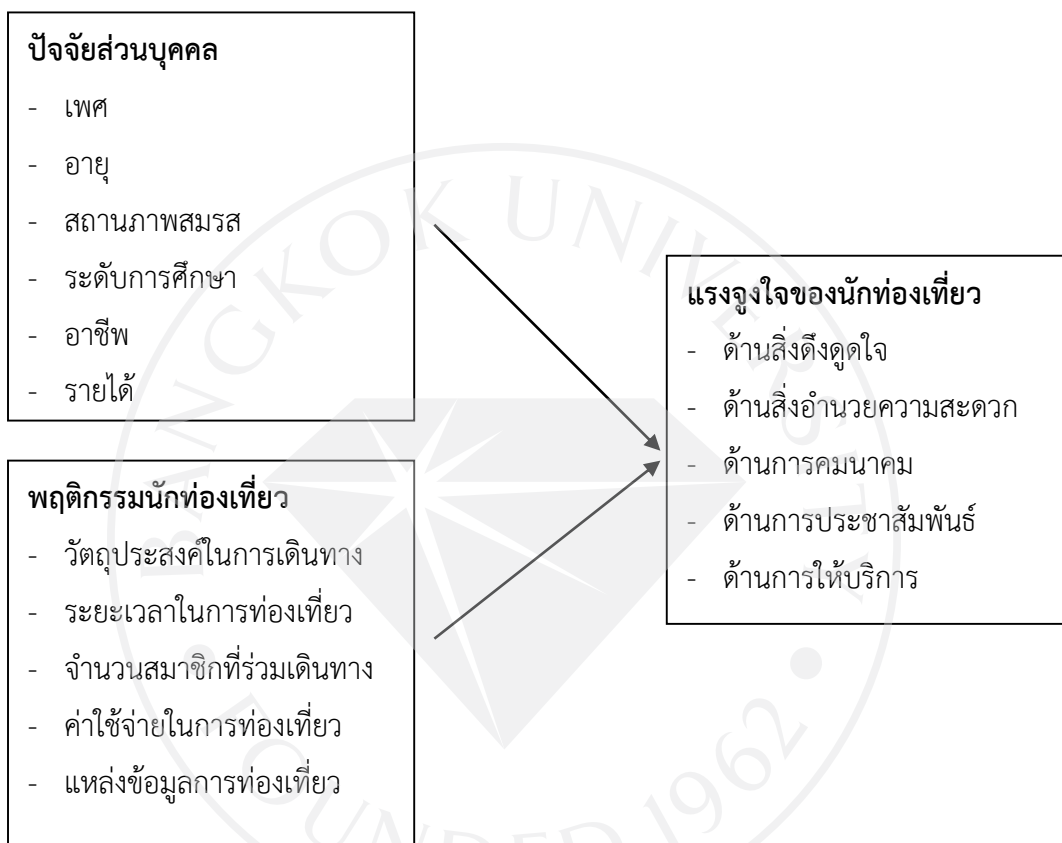 ปัจจัยส่วนบุคคล
- เพศ
- อายุ
- สถานภาพสมรส
- ระดับการศึกษา
- อาชีพ
- รายได้
พฤติกรรมนักท่องเที่ยว
- วัตถุประสงค์ในการเดินทาง
- ระยะเวลาในการท่องเที่ยว
- จำนวนสมาชิกที่ร่วมเดินทาง
- ค่าใช้จ่ายในการท่องเที่ยว
- แหล่งข้อมูลการท่องเที่ยว
แรงจูงใจของนักท่องเที่ยว
- ด้านสิ่งดึงดูดใจ
- ด้านสิ่งอำนวยความสะดวก
- ด้านการคมนาคม
- ด้านการประชาสัมพันธ์
- ด้านการให้บริการ
BANGKOK UNIVERSITY
FOUNDED 1962